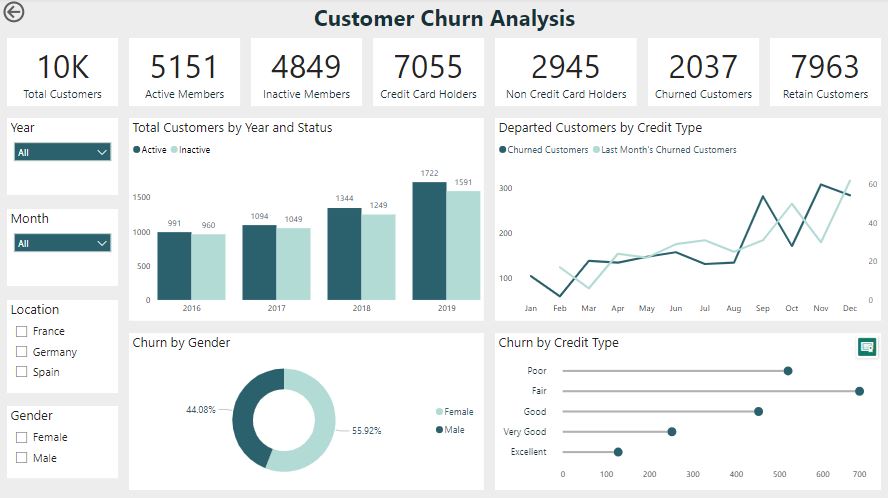 Customer Churn Analysis
10K
Total Customers
5151
Active Members
4849
Inactive Members
7055
Credit Card Holders
2945
Non Credit Card Holders
2037
Churned Customers
7963
Retain Customers
Year
All
Month
All
Location
France
Germany
Spain
Gender
Female
Male
Total Customers by Year and Status
Active Inactive
1500
1000
500
0
991 960
1094 1049
1344 1249
1722 1591
2016 2017 2018 2019
Departed Customers by Credit Type
Churned Customers Last Month's Churned Customers
300
200
100
60
40
20
0
Jan Feb Mar Apr May Jun Jul Aug Sep Oct Nov Dec
Churn by Gender
44.08%
55.92%
Female
Male
Churn by Credit Type
Poor
Fair
Good
Very Good
Excellent
0 100 200 300 400 500 600 700